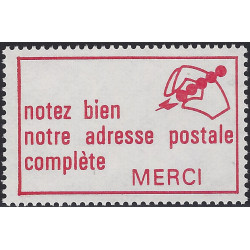 notez bien
notre adresse postale
complète
MERCI